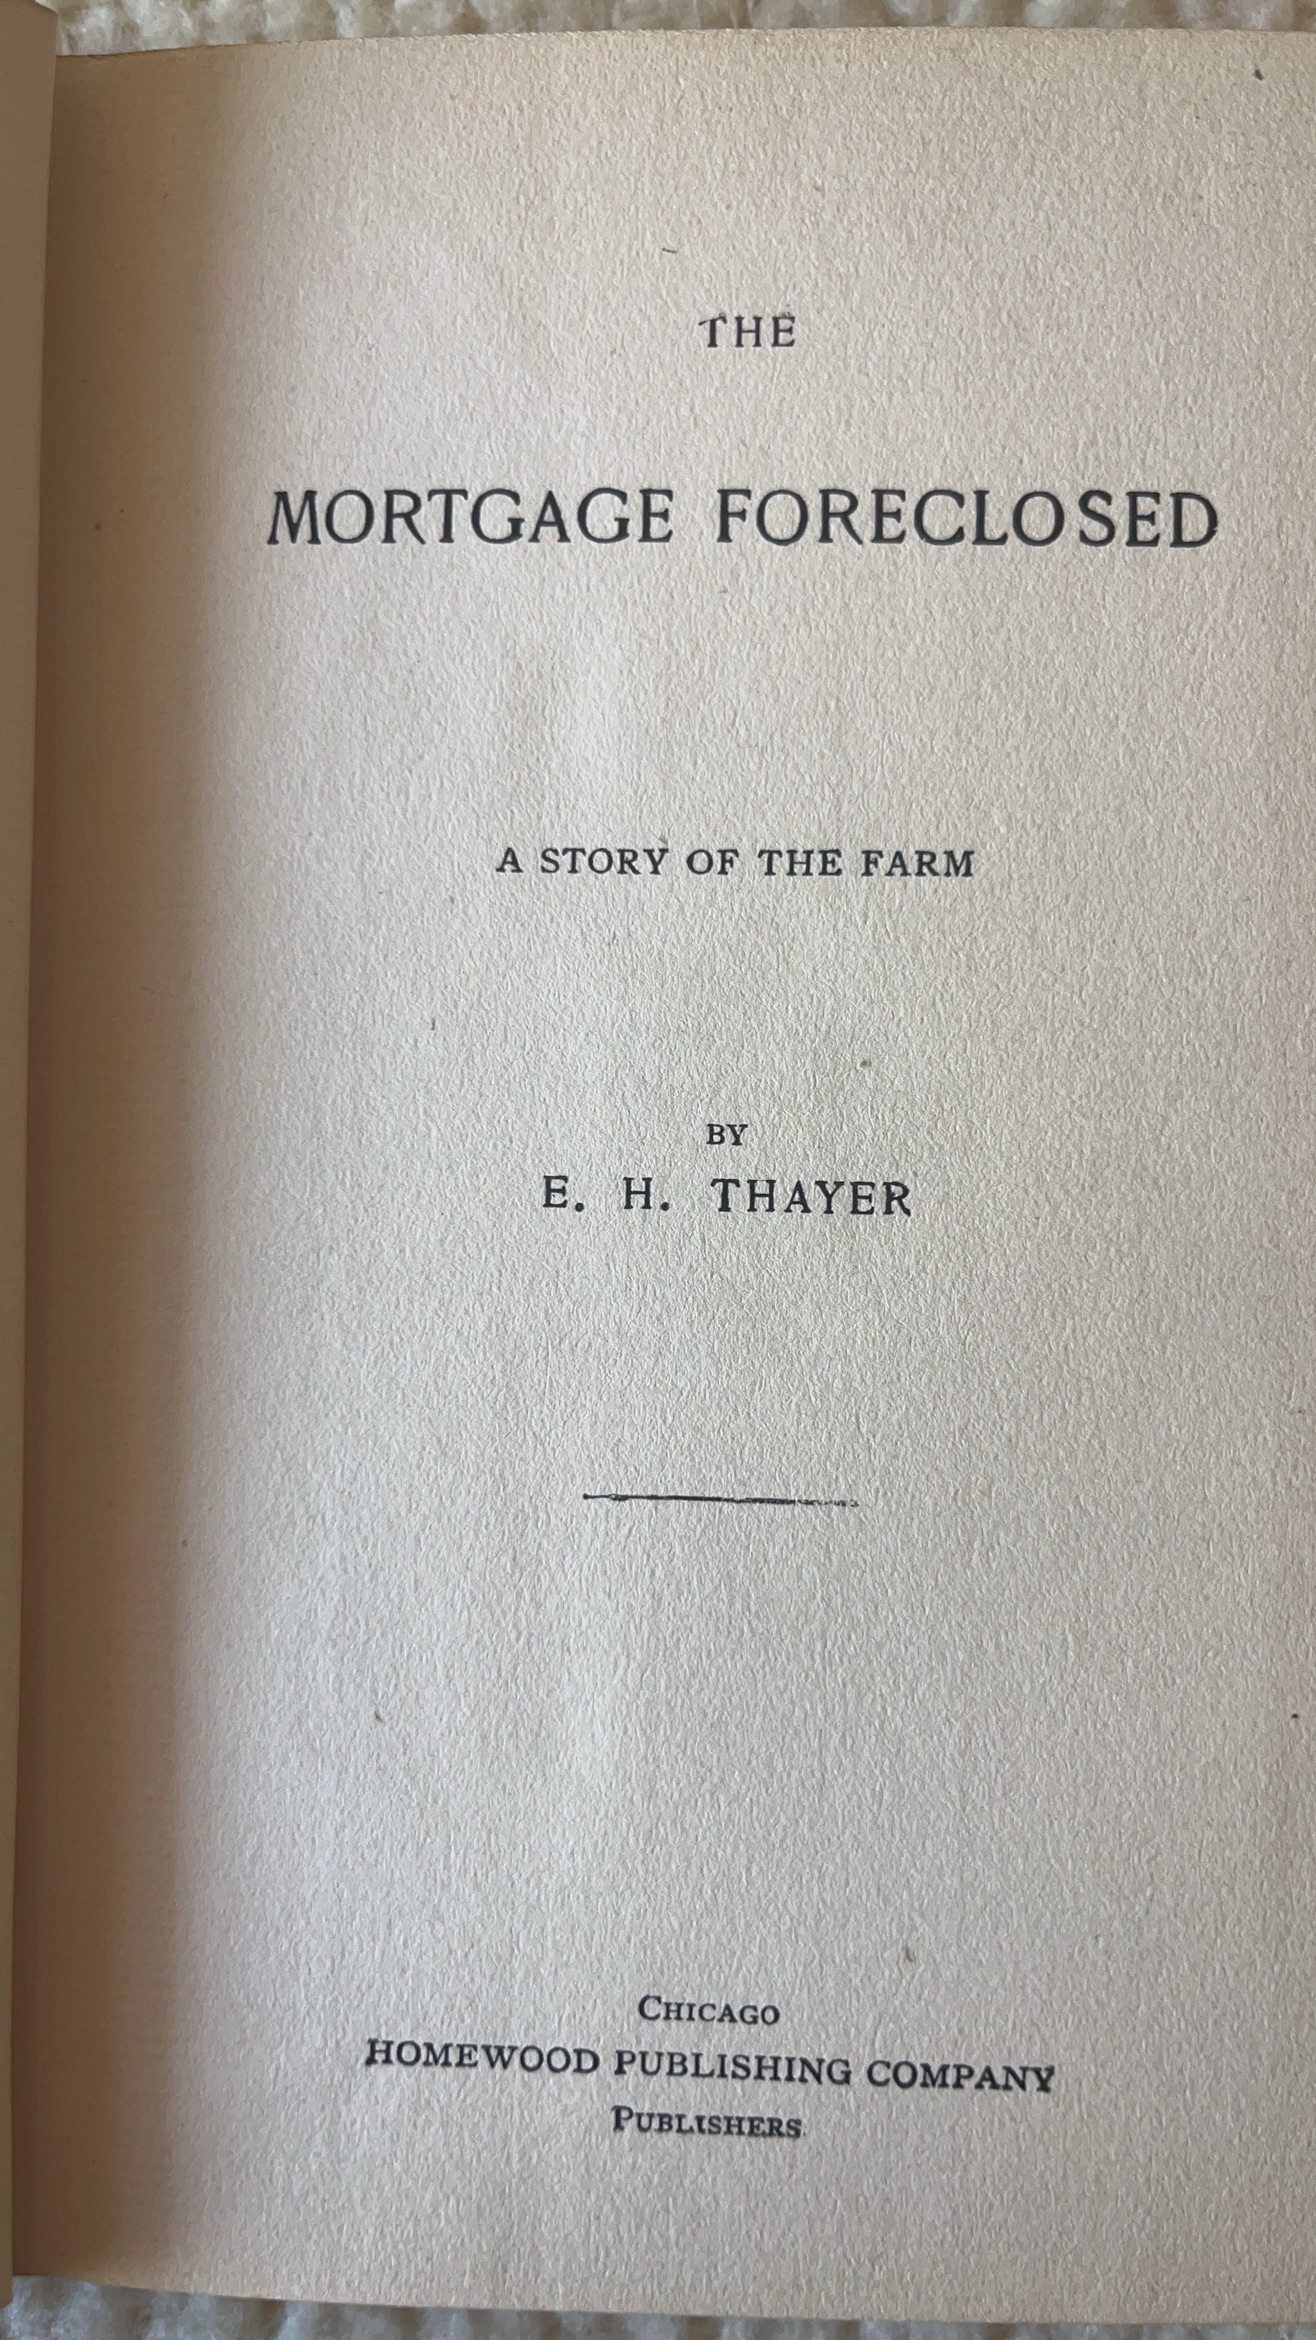 THE
MORTGAGE FORECLOSED
A STORY OF THE FARM
BY
E. H. THAYER
CHICAGO
HOMEWOOD PUBLISHING COMPANY
PUBLISHERS